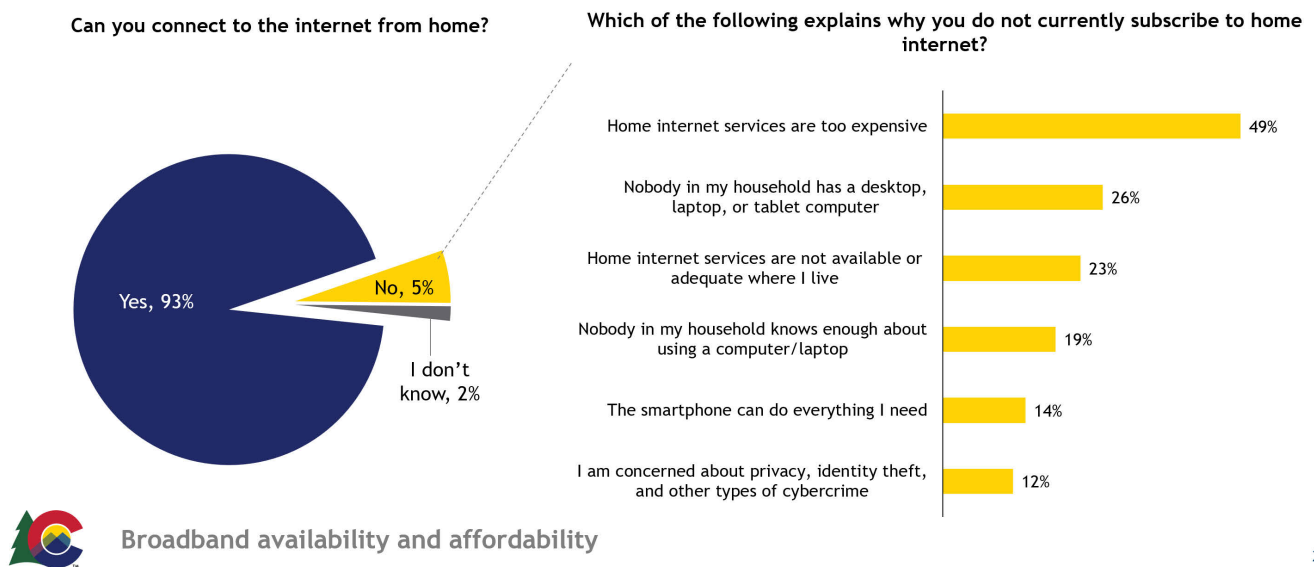 Can you connect to the internet from home?
Which of the following explains why you do not currently subscribe to home
internet?
Yes, 93%
No, 5%
I don't
know, 2%
Home internet services are too expensive
49%
Nobody in my household has a desktop,
laptop, or tablet computer
26%
Home internet services are not available or
adequate where I live
23%
Nobody in my household knows enough about
using a computer/laptop
19%
The smartphone can do everything I need
14%
I am concerned about privacy, identity theft,
and other types of cybercrime
12%
Broadband availability and affordability